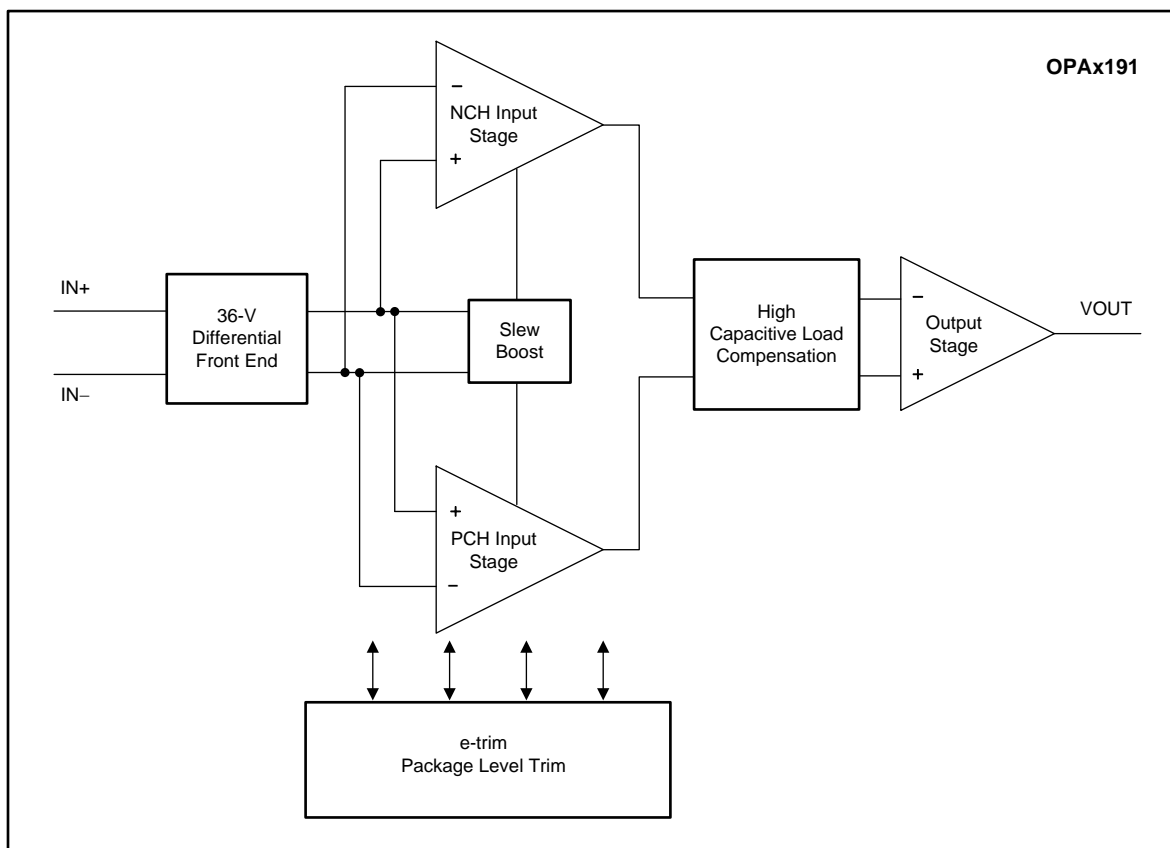 OPAx191
−
NCH Input
Stage
+
IN+
36-V
Differential
Front End
IN−
Slew
Boost
High
Capacitive Load
Compensation
−
Output
Stage
+
VOUT
+
PCH Input
Stage
−
e-trim
Package Level Trim